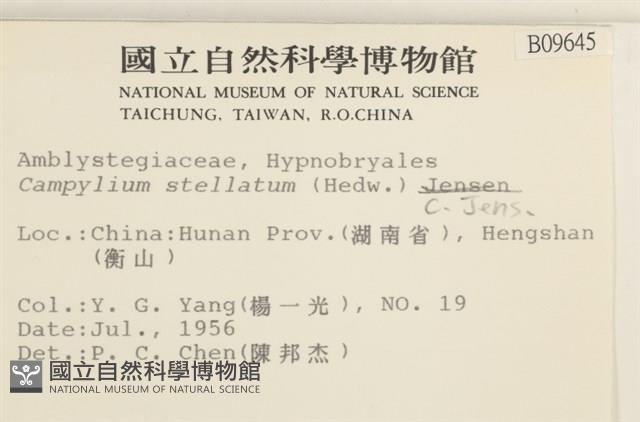 B09645
國立自然科學博物館
NATIONAL MUSEUM OF NATURAL SCIENCE
TAICHUNG, TAIWAN, R.O.CHINA
Amblystegiaceae, Hypnobryales
Campylium stellatum (Hedw.) Jensen
C. Jens.
Loc.:China:Hunan Prov.(湖南省), Hengshan
(衡山)
Col.:Y. G. Yang(楊一光), NO. 19
Date:Jul., 1956
Det.:P. C. Chen(陳邦杰)
國立自然科學博物館
NATIONAL MUSEUM OF NATURAL SCIENCE